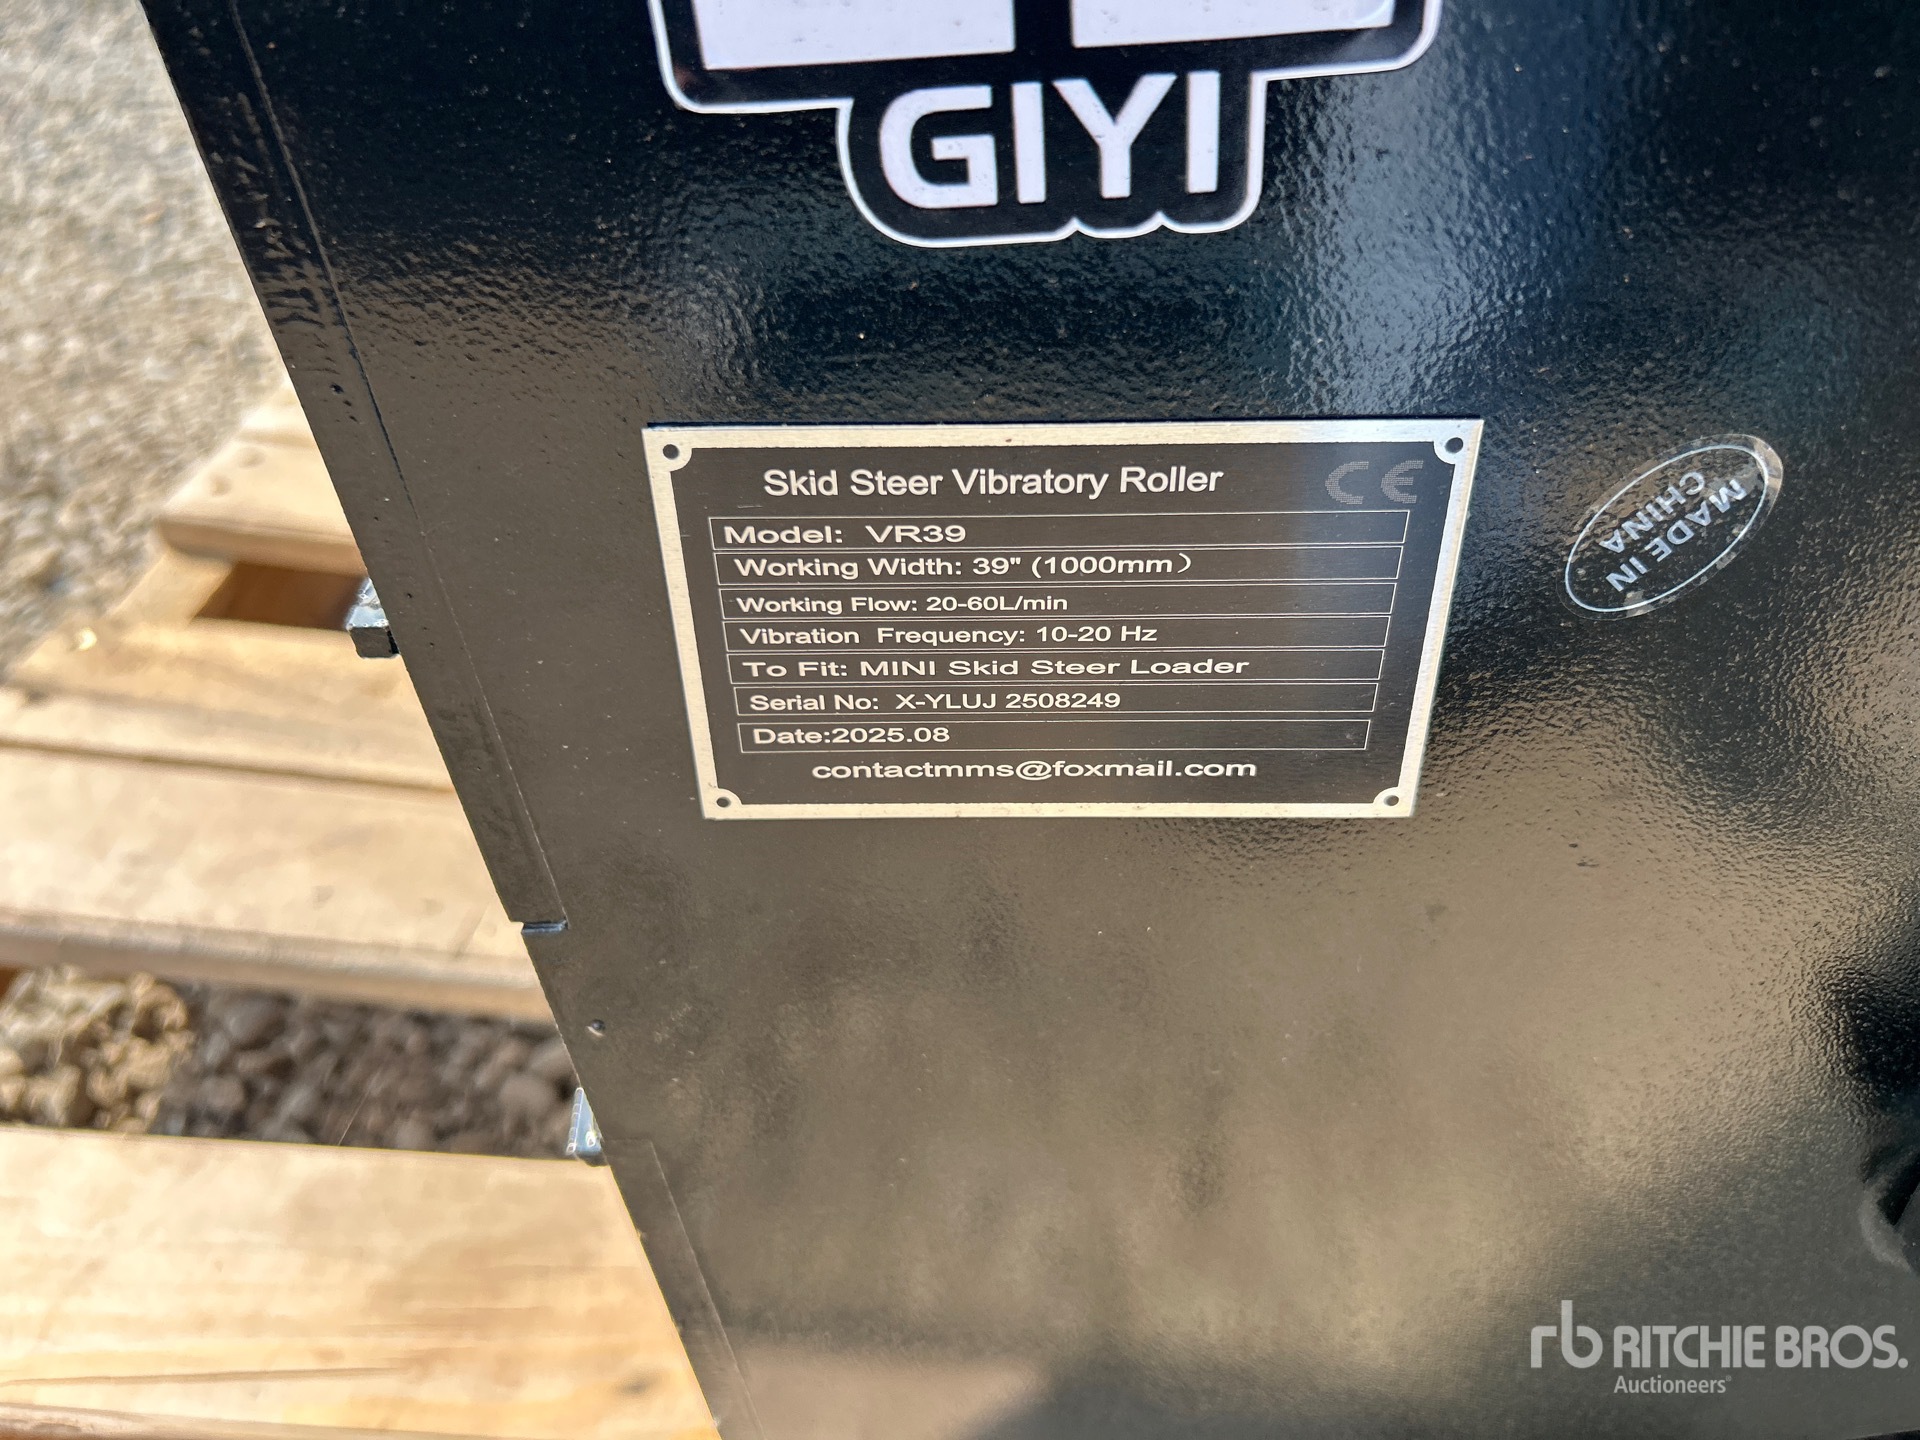 GIYI
Skid Steer Vibratory Roller CE
Model: VR39
Working Width: 39" (1000mm）
Working Flow: 20-60L/min
Vibration Frequency: 10-20 Hz
To Fit: MINI Skid Steer Loader
Serial No: X-YLUJ 2508249
Date:2025.08
contactmms@foxmail.com
MADE IN
CHINA
rb RITCHIE BROS.
Auctioneers